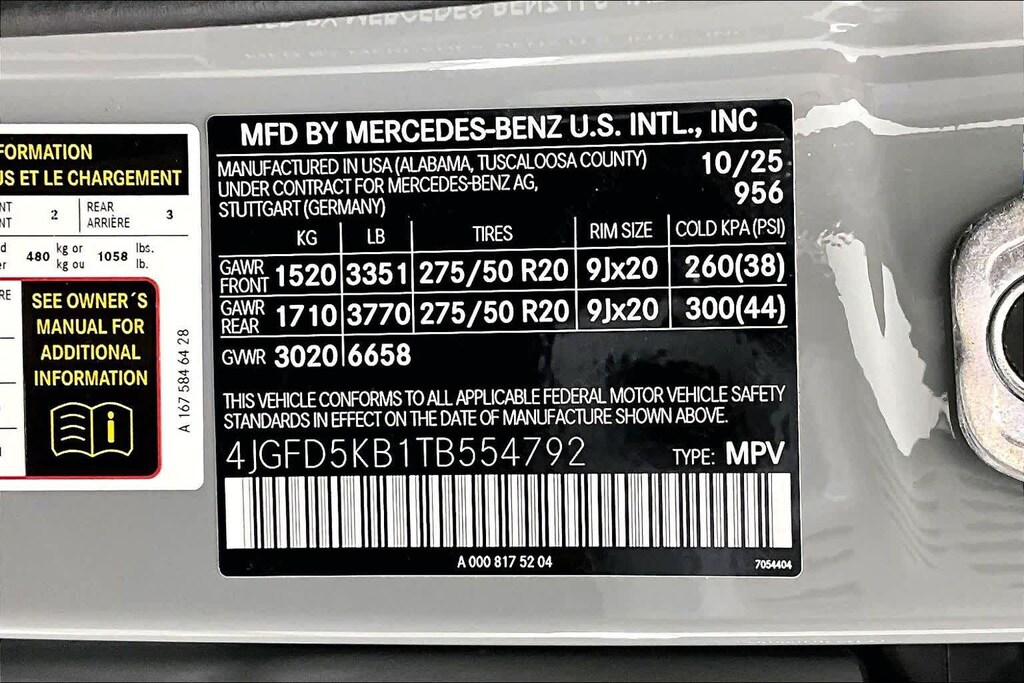 FORMATION
US ET LE CHARGEMENT
NT 2 REAR 3
NT ARRIÈRE
480 kg or 1058 lbs.
kg ou lb.
SEE OWNER´S
MANUAL FOR
ADDITIONAL
INFORMATION
i
A 167 584 64 28
MFD BY MERCEDES-BENZ U.S. INTL., INC
MANUFACTURED IN USA (ALABAMA, TUSCALOOSA COUNTY) 10/25
UNDER CONTRACT FOR MERCEDES-BENZ AG, 956
STUTTGART (GERMANY)
KG LB TIRES RIM SIZE COLD KPA (PSI)
GAWR FRONT 1520 3351 275/50 R20 9Jx20 260(38)
GAWR REAR 1710 3770 275/50 R20 9Jx20 300(44)
GVWR 3020 6658
THIS VEHICLE CONFORMS TO ALL APPLICABLE FEDERAL MOTOR VEHICLE SAFETY
STANDARDS IN EFFECT ON THE DATE OF MANUFACTURE SHOWN ABOVE.
4JGFD5KB1TB554792 TYPE: MPV
A 000 817 52 04 7054404